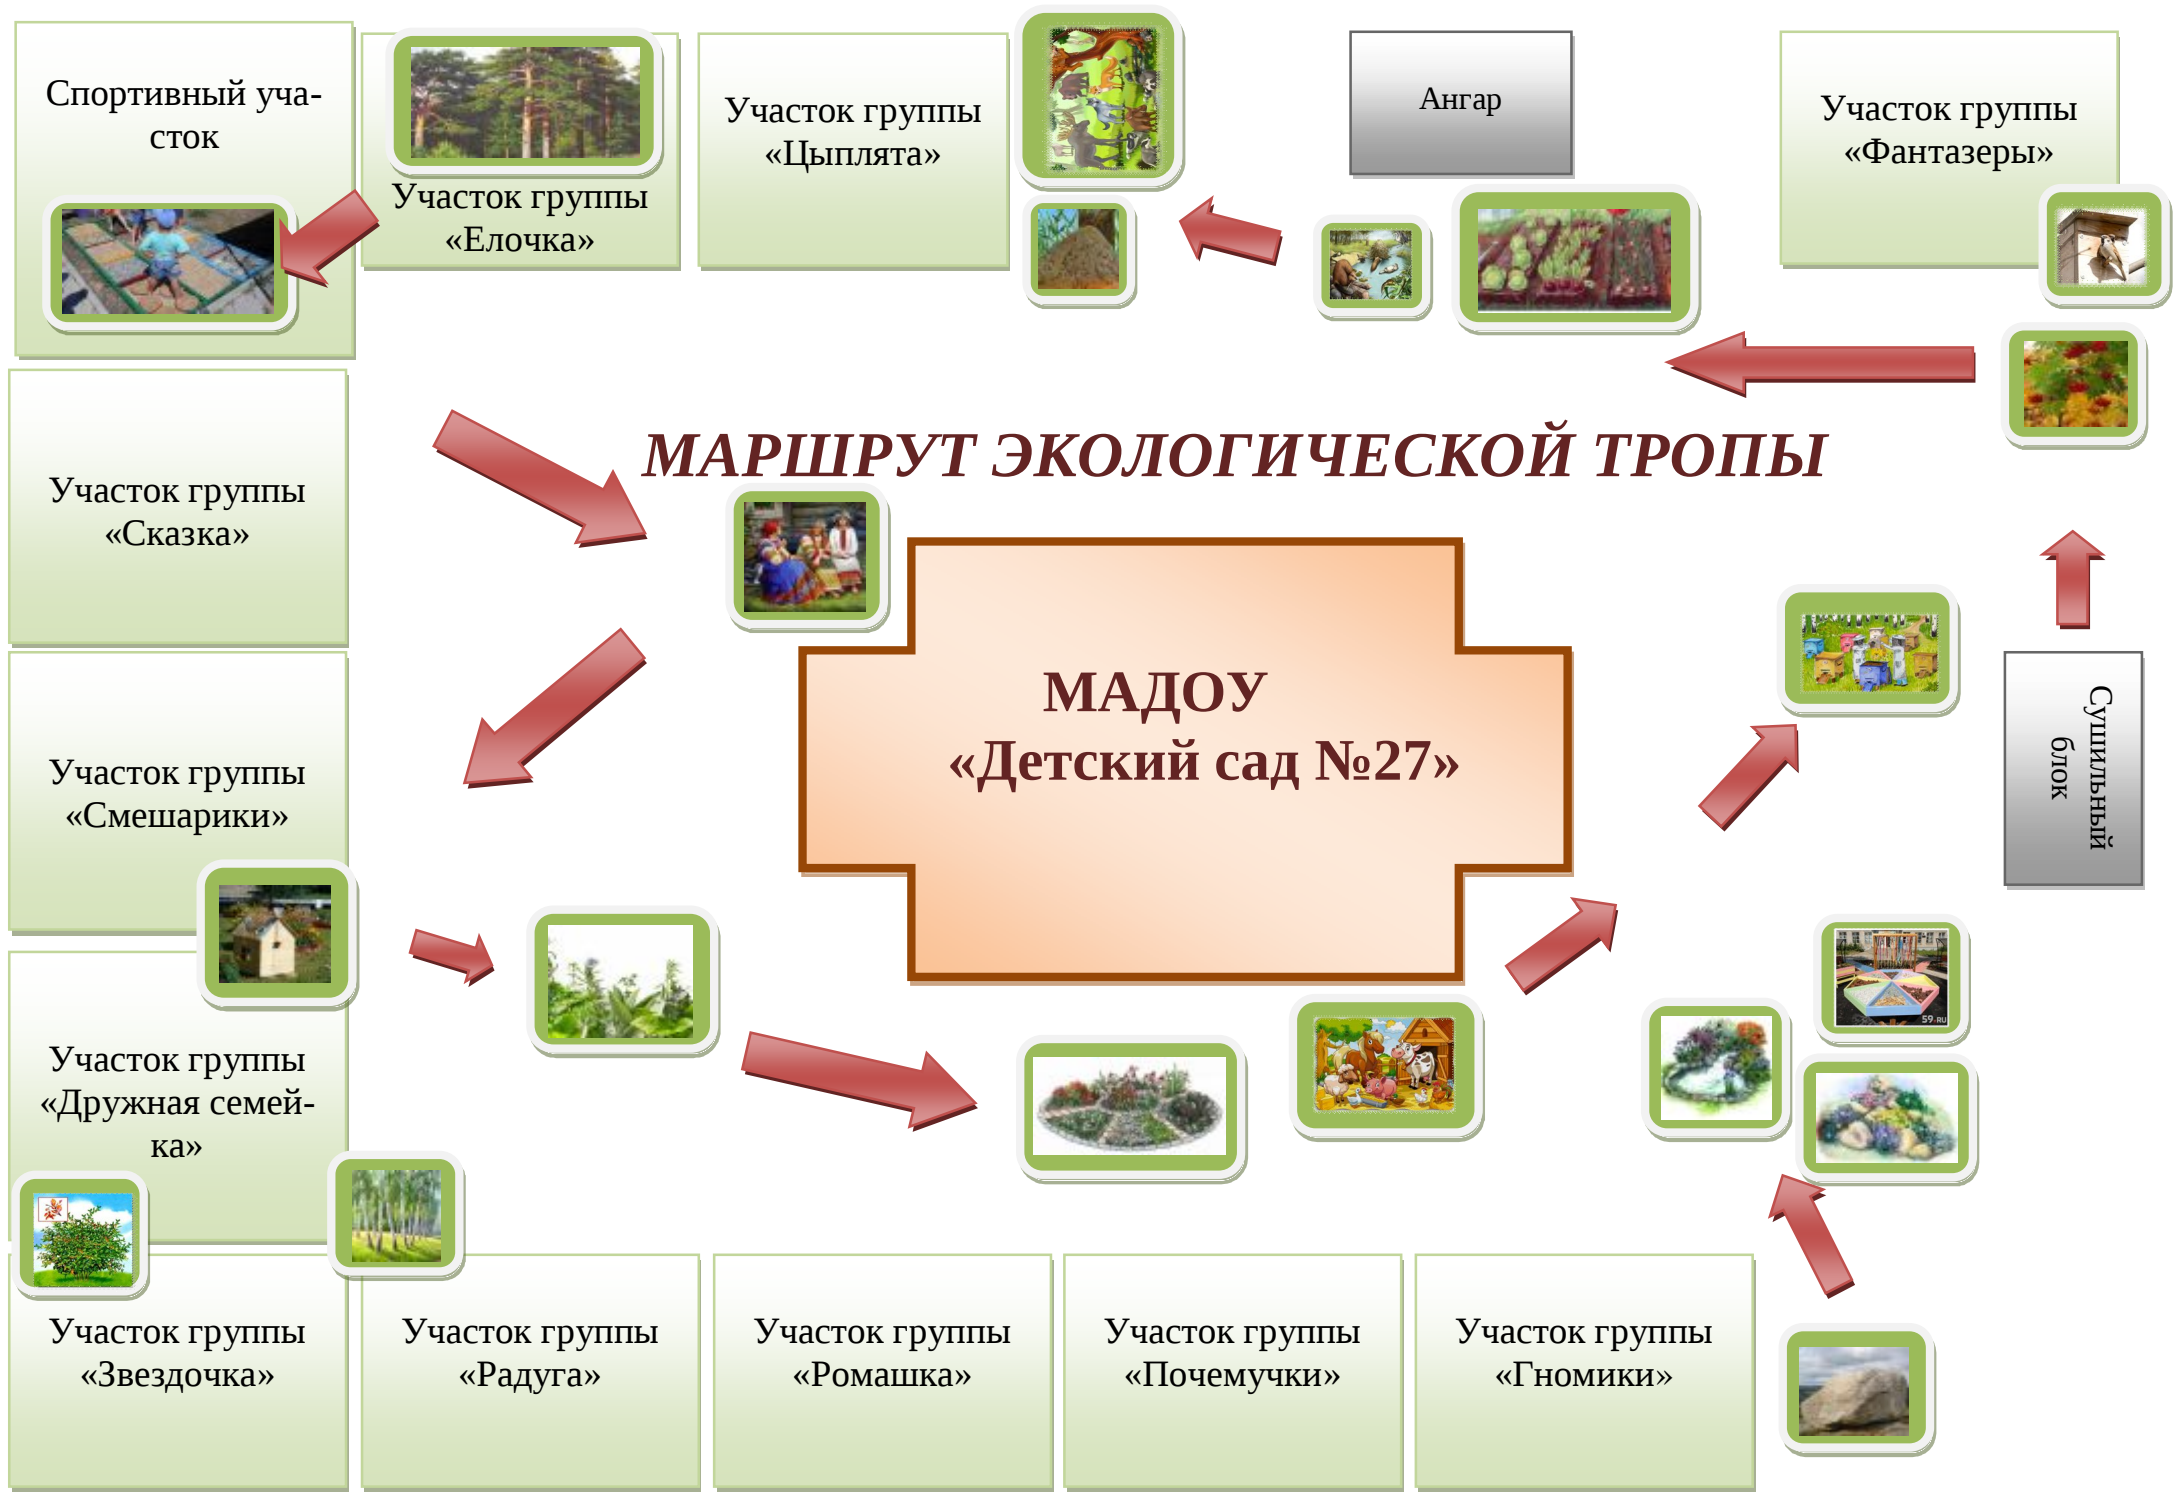 Спортивный уча-
сток
Участок группы
«Елочка»
Участок группы
«Цыплята»
Ангар
Участок группы
«Фантазеры»
МАРШРУТ ЭКОЛОГИЧЕСКОЙ ТРОПЫ
Участок группы
«Сказка»
МАДОУ
«Детский сад №27»
Сушильный
блок
Участок группы
«Смешарики»
59.RU
Участок группы
«Дружная семей-
ка»
Участок группы
«Звездочка»
Участок группы
«Радуга»
Участок группы
«Ромашка»
Участок группы
«Почемучки»
Участок группы
«Гномики»